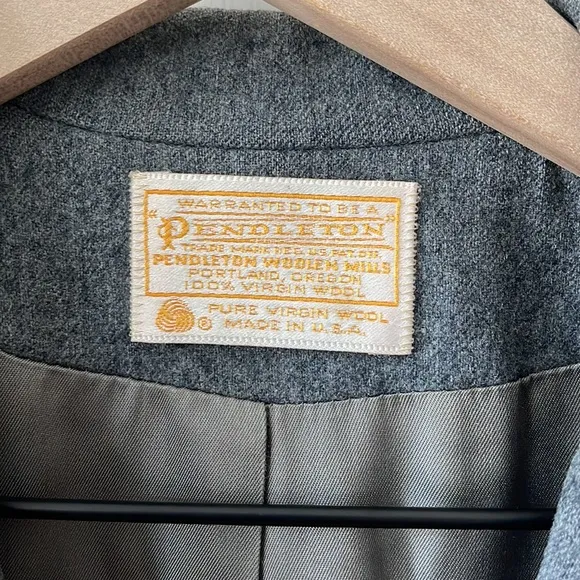 WARRANTED TO BE A
"PENDLETON"
TRADE MARK REG. US PAT. OFF.
PENDLETON WOOLEN MILLS
PORTLAND, OREGON
100% VIRGIN WOOL
® PURE VIRGIN WOOL
MADE IN U.S.A.